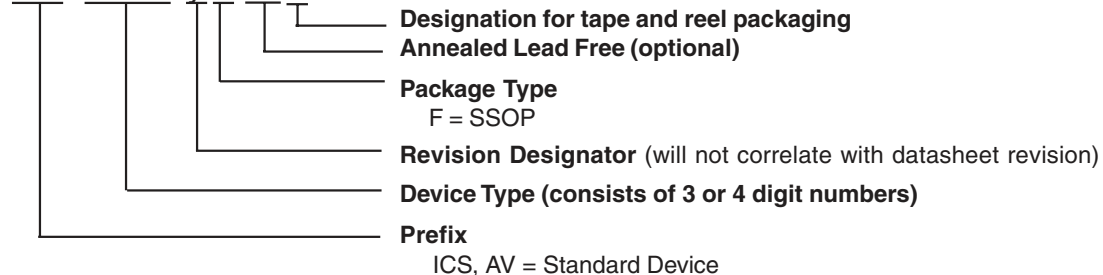 Designation for tape and reel packaging
Annealed Lead Free (optional)
Package Type
F = SSOP
Revision Designator (will not correlate with datasheet revision)
Device Type (consists of 3 or 4 digit numbers)
Prefix
ICS, AV = Standard Device